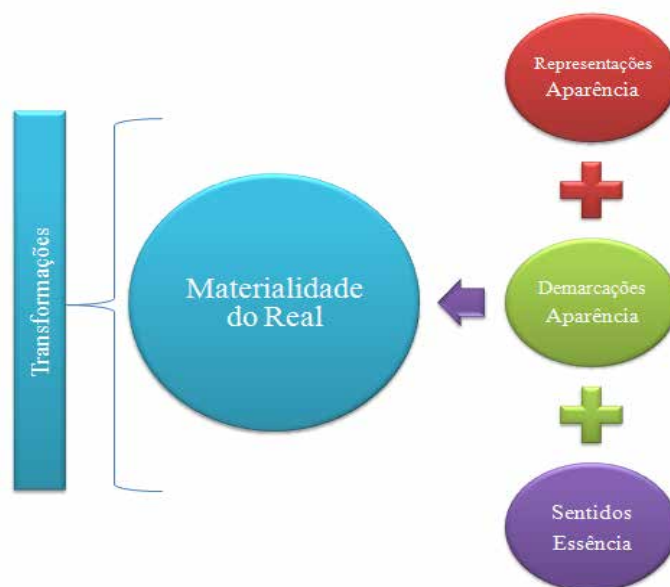 Transformações
Materialidade
do Real
Representações
Aparência
Demarcações
Aparência
Sentidos
Essência